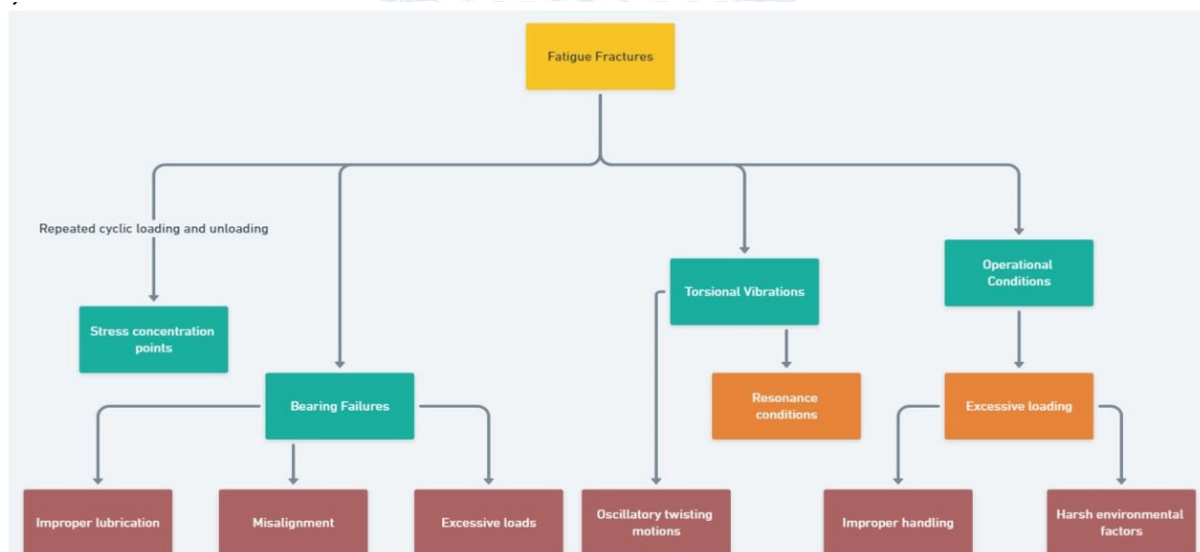 Fatigue Fractures
Repeated cyclic loading and unloading
Operational
Conditions
Torsional Vibrations
Stress concentration
points
Bearing Failures
Resonance
conditions
Excessive loading
Improper lubrication
Misalignment
Excessive loads
Oscillatory twisting
motions
Improper handling
Harsh environmental
factors